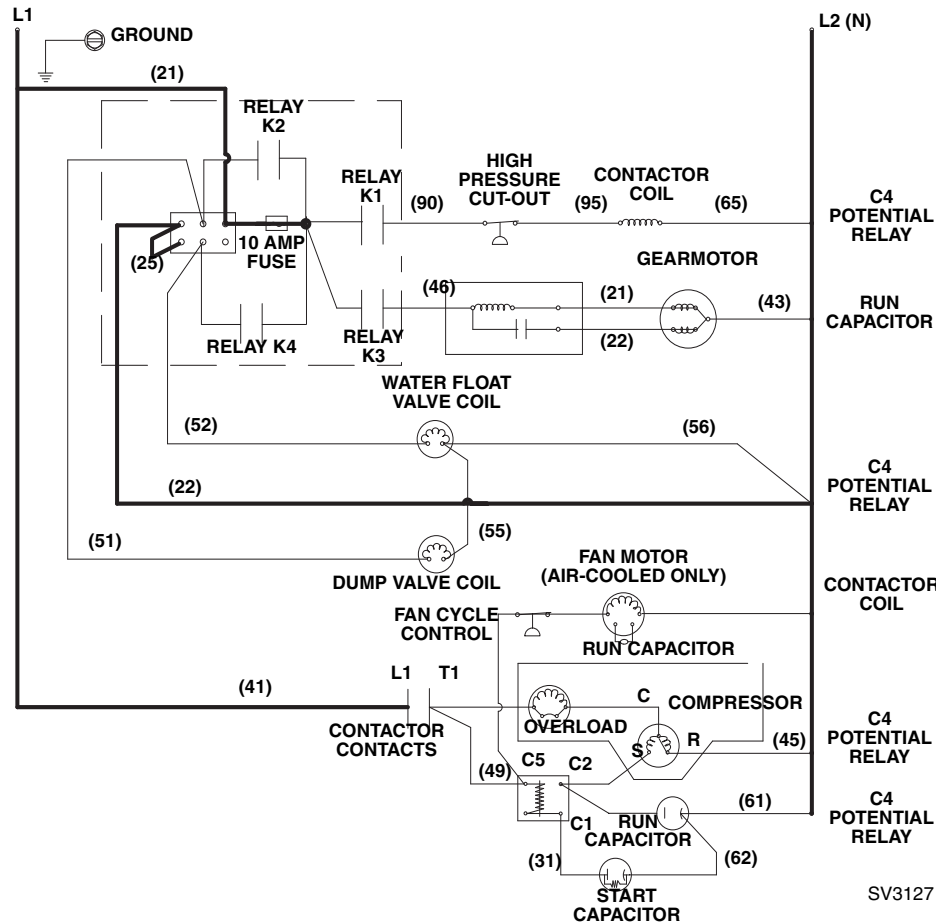 L1
L2 (N)
GROUND
(21)
RELAY
K2
RELAY
K1
(90)
HIGH
PRESSURE
CUT-OUT
(95)
CONTACTOR
COIL
(65)
C4
POTENTIAL
RELAY
10 AMP
FUSE
(25)
GEARMOTOR
(46)
(21)
(22)
(43)
RUN
CAPACITOR
RELAY K4
RELAY
K3
WATER FLOAT
VALVE COIL
(52)
(56)
C4
POTENTIAL
RELAY
(22)
(51)
(55)
DUMP VALVE COIL
FAN MOTOR
(AIR-COOLED ONLY)
CONTACTOR
COIL
FAN CYCLE
CONTROL
RUN CAPACITOR
L1
T1
(41)
C
COMPRESSOR
OVERLOAD
CONTACTOR
CONTACTS
S
R
(45)
C4
POTENTIAL
RELAY
(49)
C5
C2
C1
RUN
CAPACITOR
(61)
C4
POTENTIAL
RELAY
(31)
(62)
START
CAPACITOR
SV3127